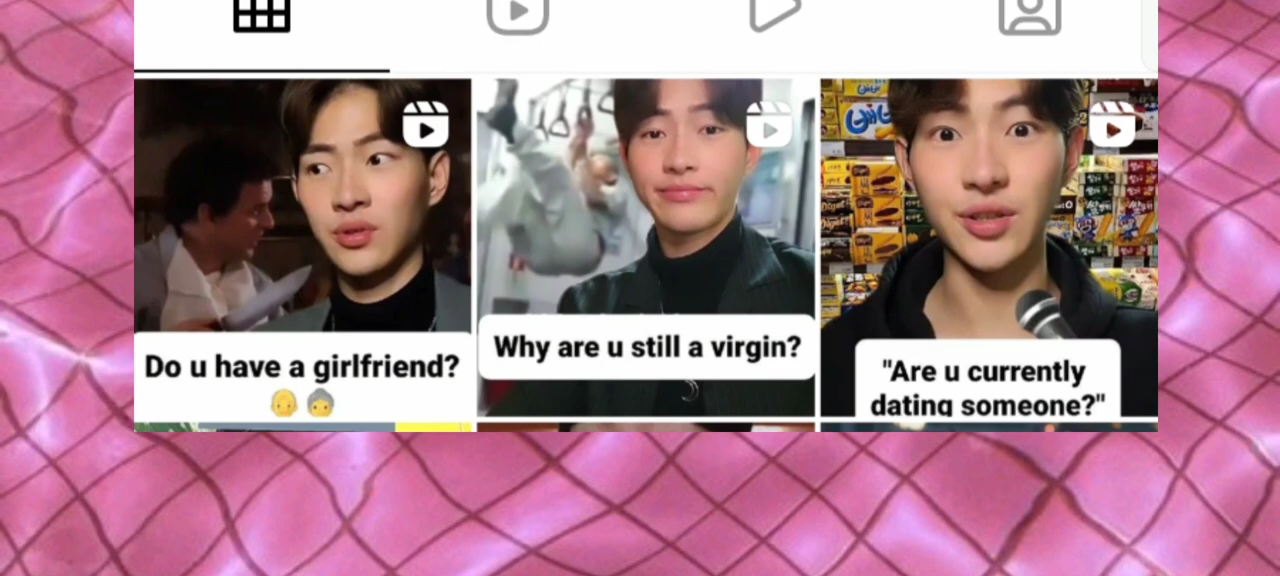 Do u have a girlfriend?
👴 👵
Why are u still a virgin?
"Are u currently
dating someone?"